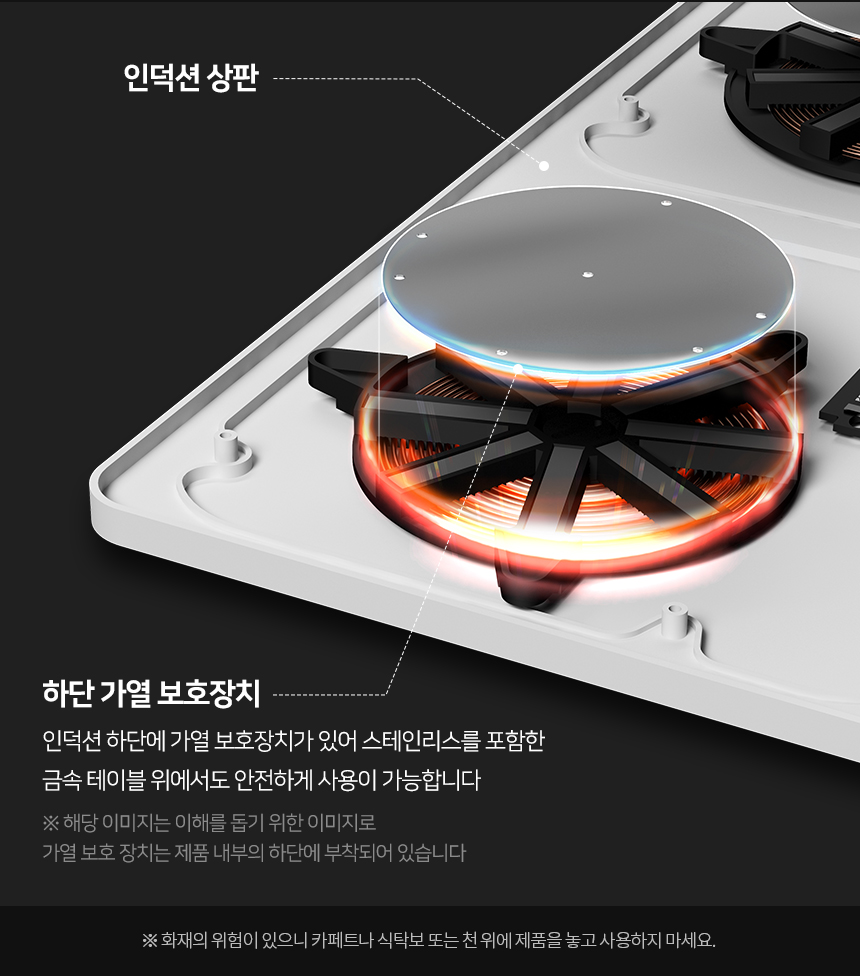 인덕션 상판
하단 가열 보호장치
인덕션 하단에 가열 보호장치가 있어 스테인리스를 포함한
금속 테이블 위에서도 안전하게 사용이 가능합니다
※ 해당 이미지는 이해를 돕기 위한 이미지로
가열 보호 장치는 제품 내부의 하단에 부착되어 있습니다
※ 화재의 위험이 있으니 카페트나 식탁보 또는 천 위에 제품을 놓고 사용하지 마세요.